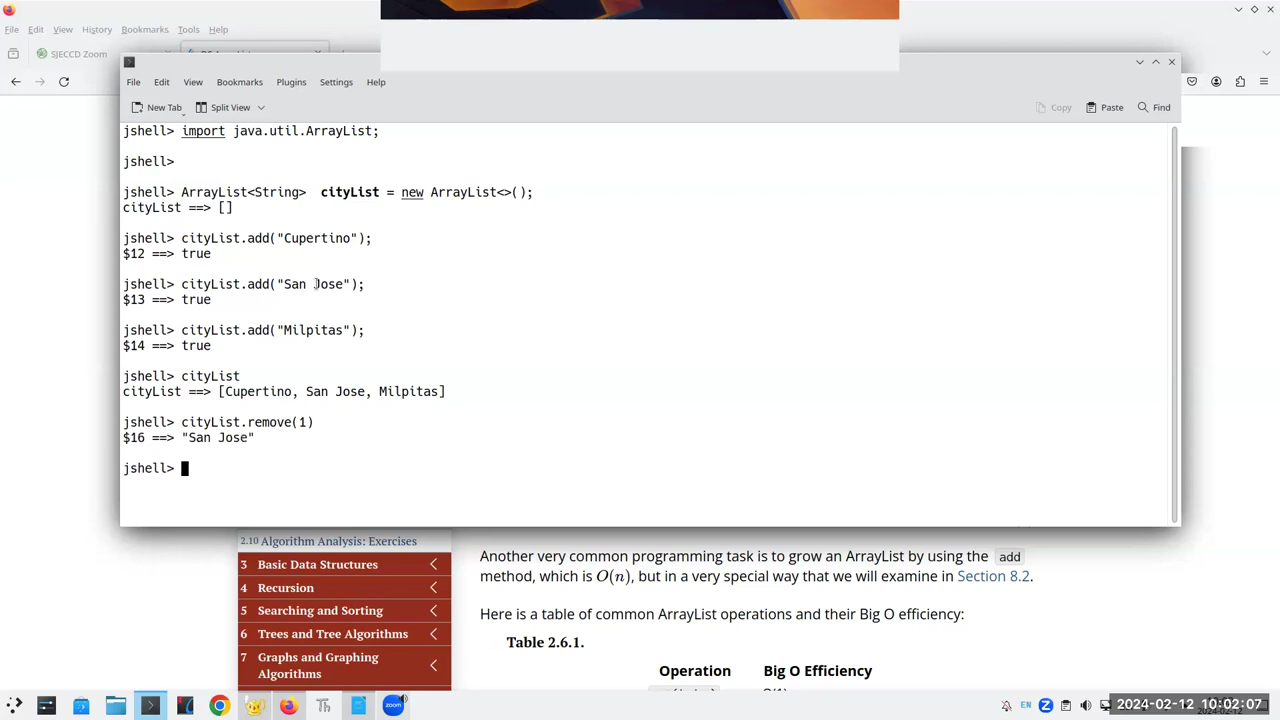 File Edit View History Bookmarks Tools Help
SJECCD Zoom
File Edit View Bookmarks Plugins Settings Help
New Tab Split View Copy Paste Find
jshell> import java.util.ArrayList;
jshell>
jshell> ArrayList<String>  cityList = new ArrayList<>();
cityList ==> []
jshell> cityList.add("Cupertino");
$12 ==> true
jshell> cityList.add("San Jose");
$13 ==> true
jshell> cityList.add("Milpitas");
$14 ==> true
jshell> cityList
cityList ==> [Cupertino, San Jose, Milpitas]
jshell> cityList.remove(1)
$16 ==> "San Jose"
jshell>
2.10 Algorithm Analysis: Exercises
3 Basic Data Structures
4 Recursion
5 Searching and Sorting
6 Trees and Tree Algorithms
7 Graphs and Graphing
Algorithms
Another very common programming task is to grow an ArrayList by using the add
method, which is O(n), but in a very special way that we will examine in Section 8.2.
Here is a table of common ArrayList operations and their Big O efficiency:
Table 2.6.1.
Operation Big O Efficiency
zoom
EN
2024-02-12 10:02:07